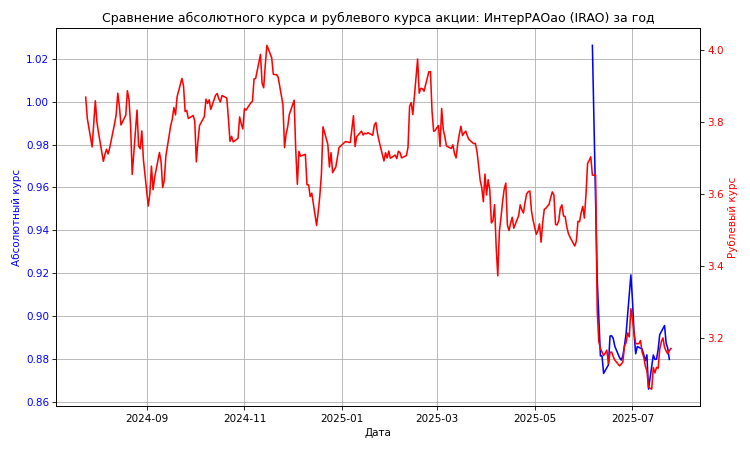 Сравнение абсолютного курса и рублевого курса акции: ИнтерРАОао (IRAO) за год
1.02
1.00
0.98
0.96
0.94
0.92
0.90
0.88
0.86
Абсолютный курс
4.0
3.8
3.6
3.4
3.2
Рублевый курс
2024-09 2024-11 2025-01 2025-03 2025-05 2025-07
Дата